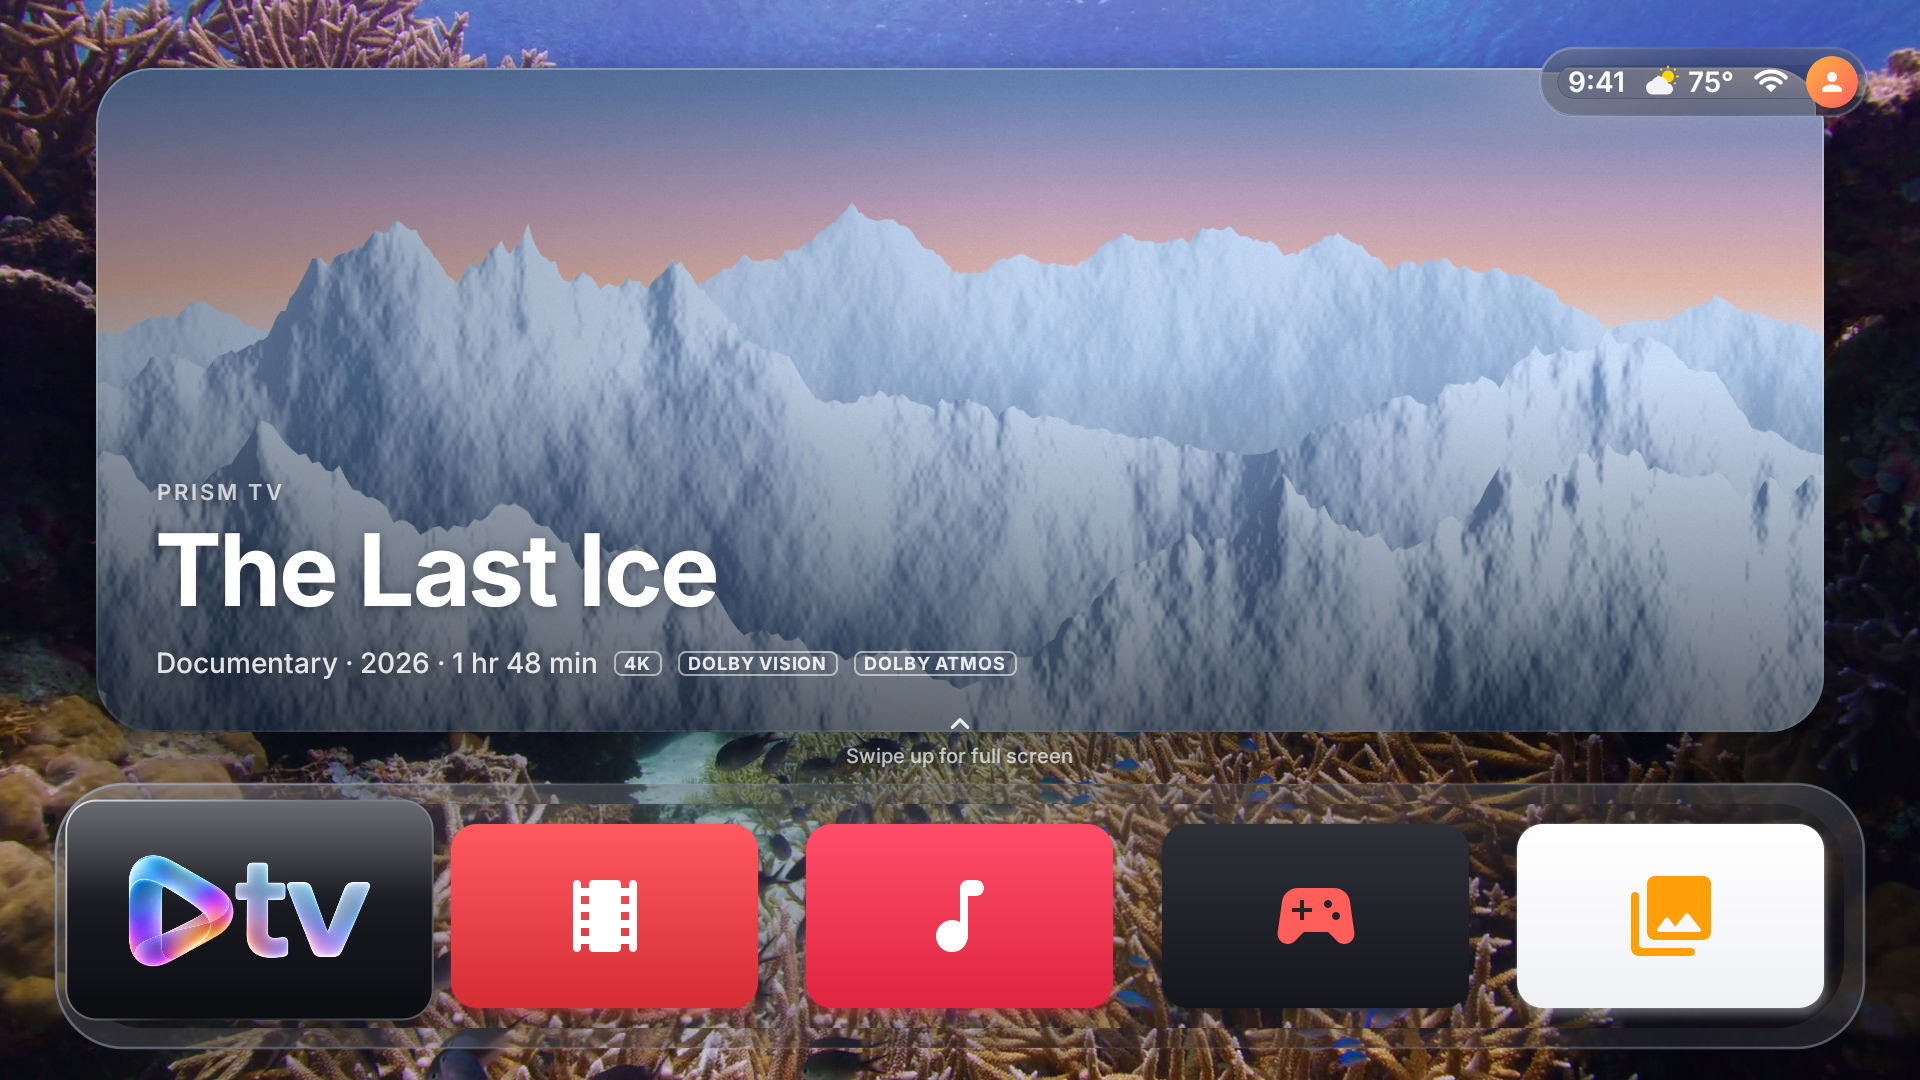 9:41 75°
PRISM TV
The Last Ice
Documentary · 2026 · 1 hr 48 min 4K DOLBY VISION DOLBY ATMOS
Swipe up for full screen
tv